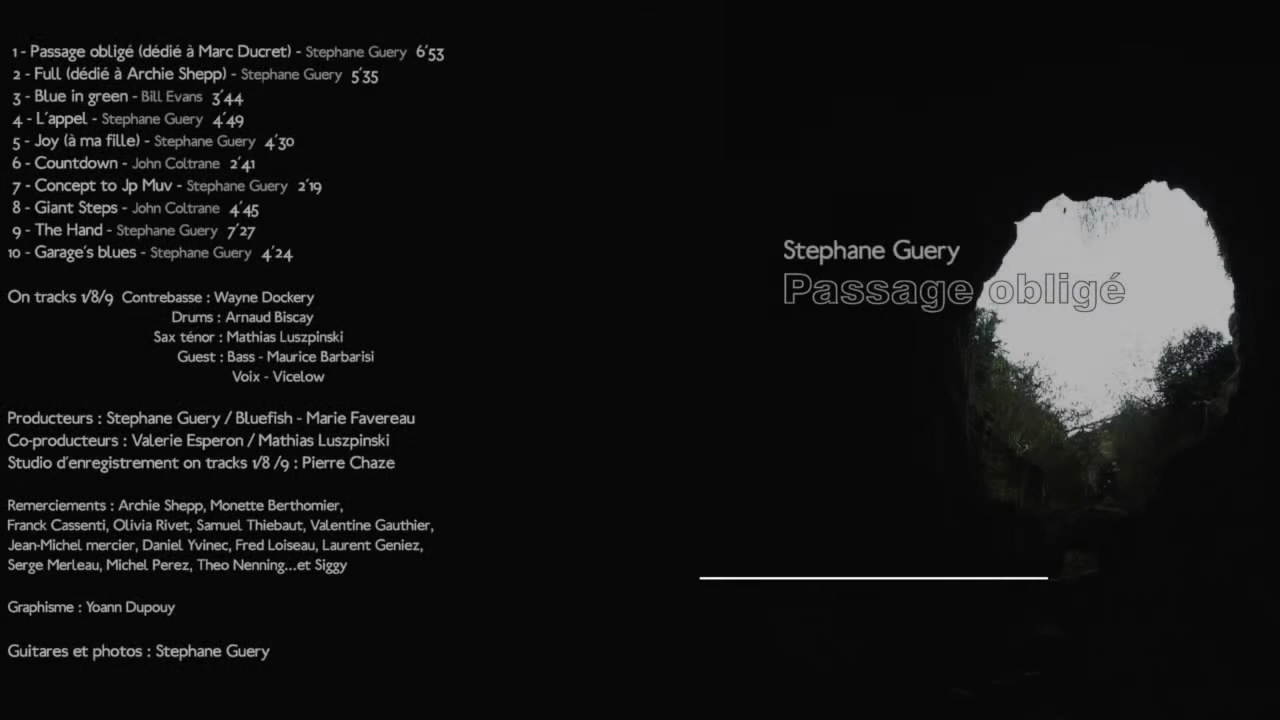 1 - Passage obligé (dédié à Marc Ducret) - Stephane Guery 6'53
2 - Full (dédié à Archie Shepp) - Stephane Guery 5'35
3 - Blue in green - Bill Evans 3'44
4 - L'appel - Stephane Guery 4'49
5 - Joy (à ma fille) - Stephane Guery 4'30
6 - Countdown - John Coltrane 2'41
7 - Concept to Jp Muv - Stephane Guery 2'19
8 - Giant Steps - John Coltrane 4'45
9 - The Hand - Stephane Guery 7'27
10 - Garage's blues - Stephane Guery 4'24
On tracks 1/8/9 Contrebasse : Wayne Dockery
Drums : Arnaud Biscay
Sax ténor : Mathias Luszpinski
Guest : Bass - Maurice Barbarisi
Voix - Vicelow
Producteurs : Stephane Guery / Bluefish - Marie Favereau
Co-producteurs : Valerie Esperon / Mathias Luszpinski
Studio d'enregistrement on tracks 1/8 /9 : Pierre Chaze
Remerciements : Archie Shepp, Monette Berthomier,
Franck Cassenti, Olivia Rivet, Samuel Thiebaut, Valentine Gauthier,
Jean-Michel mercier, Daniel Yvinec, Fred Loiseau, Laurent Geniez,
Serge Merleau, Michel Perez, Theo Nenning...et Siggy
Graphisme : Yoann Dupouy
Guitares et photos : Stephane Guery
Stephane Guery
Passage obligé